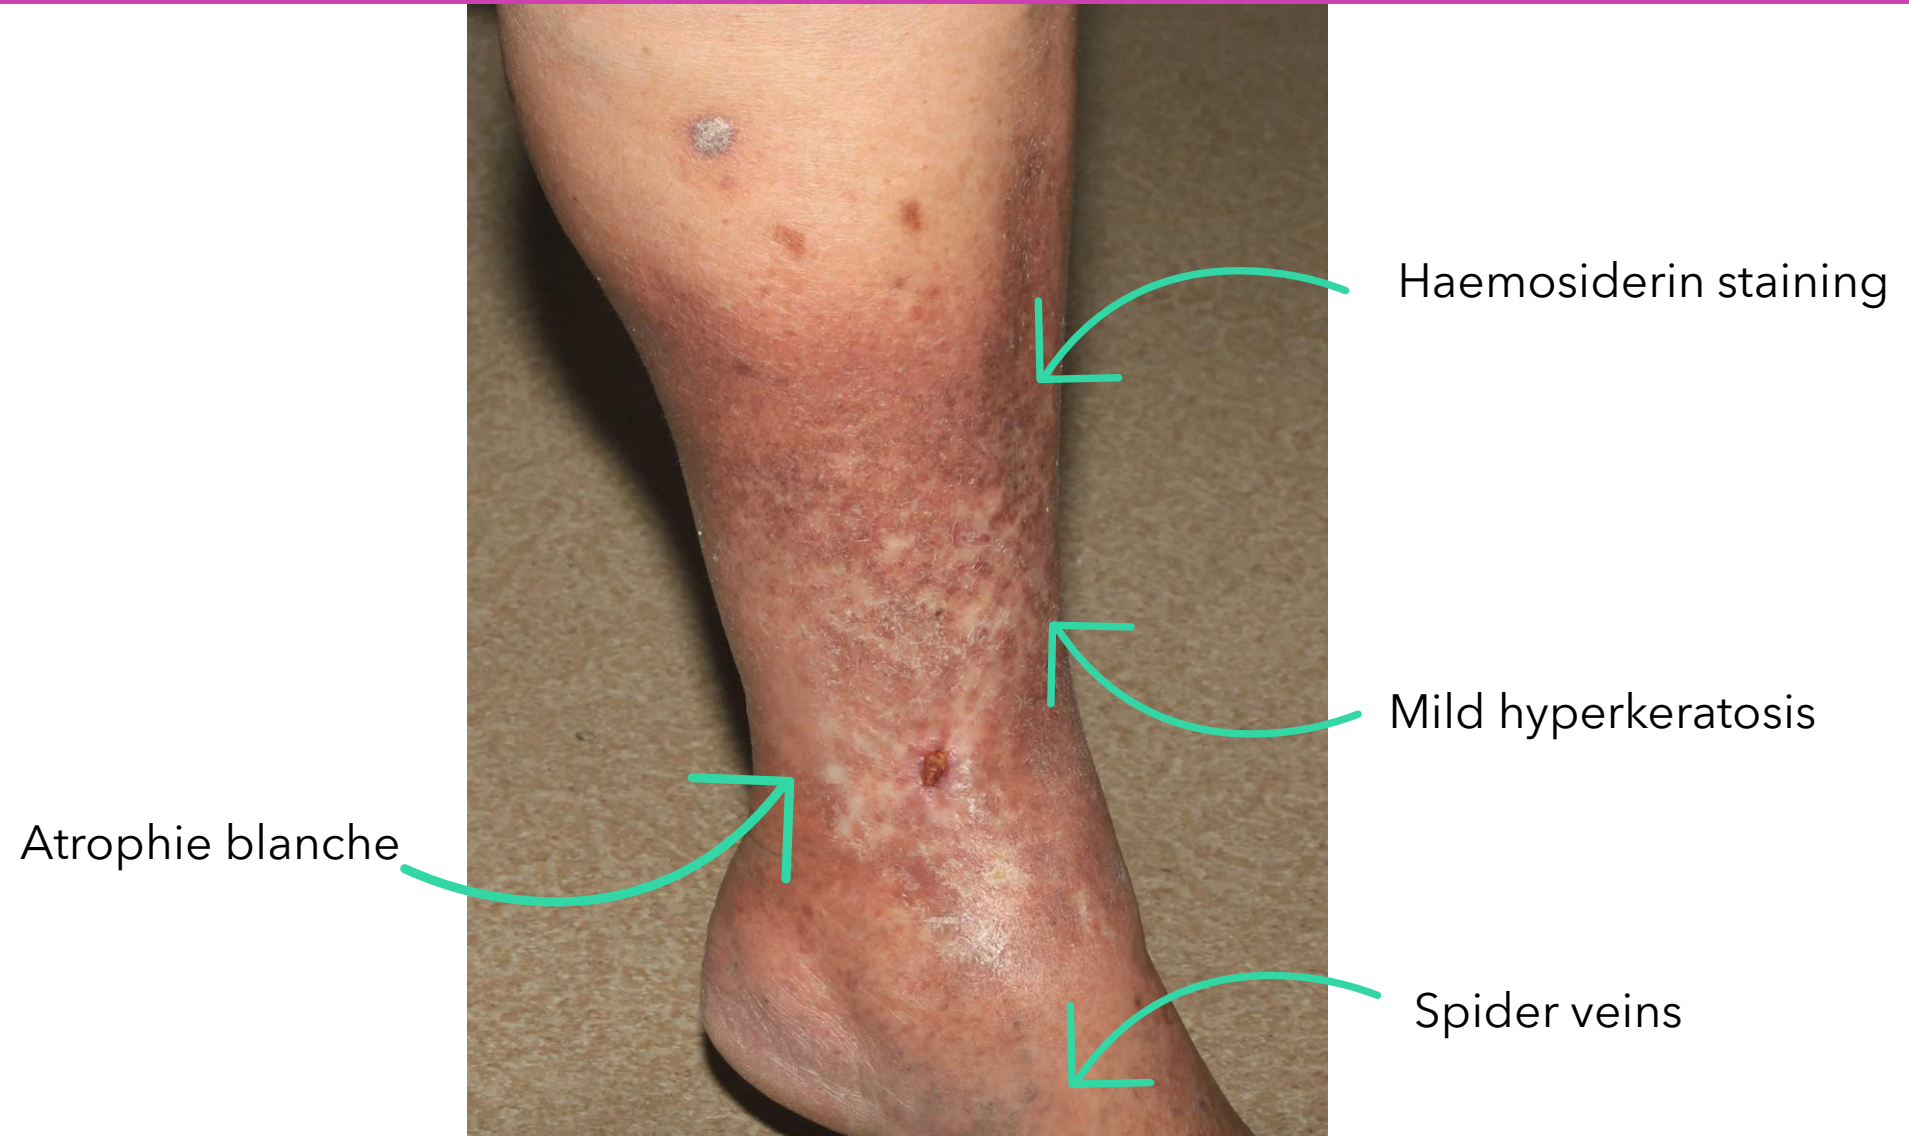 Haemosiderin staining
Mild hyperkeratosis
Atrophie blanche
Spider veins